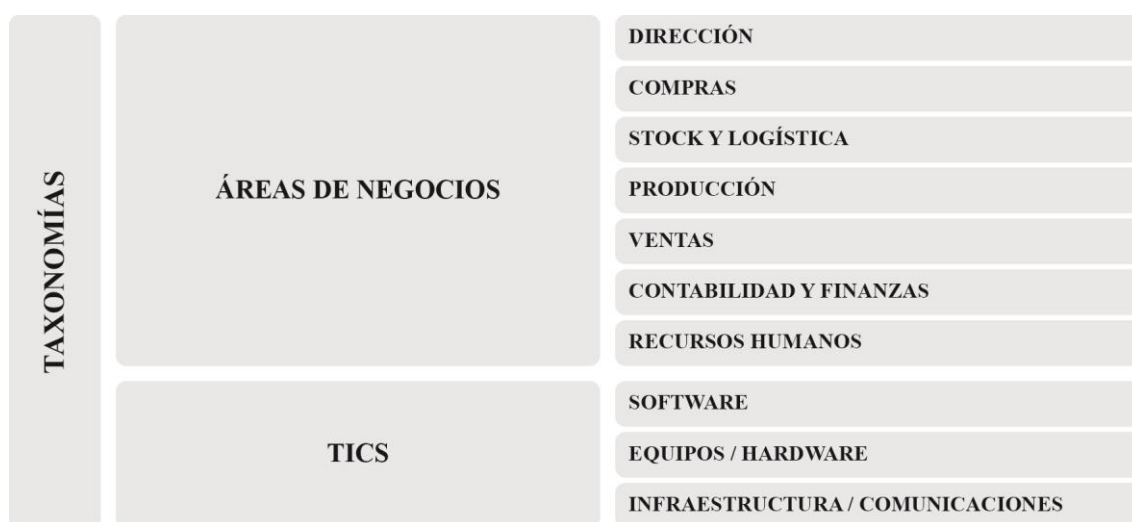 TAXONOMÍAS
ÁREAS DE NEGOCIOS
DIRECCIÓN
COMPRAS
STOCK Y LOGÍSTICA
PRODUCCIÓN
VENTAS
CONTABILIDAD Y FINANZAS
RECURSOS HUMANOS
TICS
SOFTWARE
EQUIPOS / HARDWARE
INFRAESTRUCTURA / COMUNICACIONES